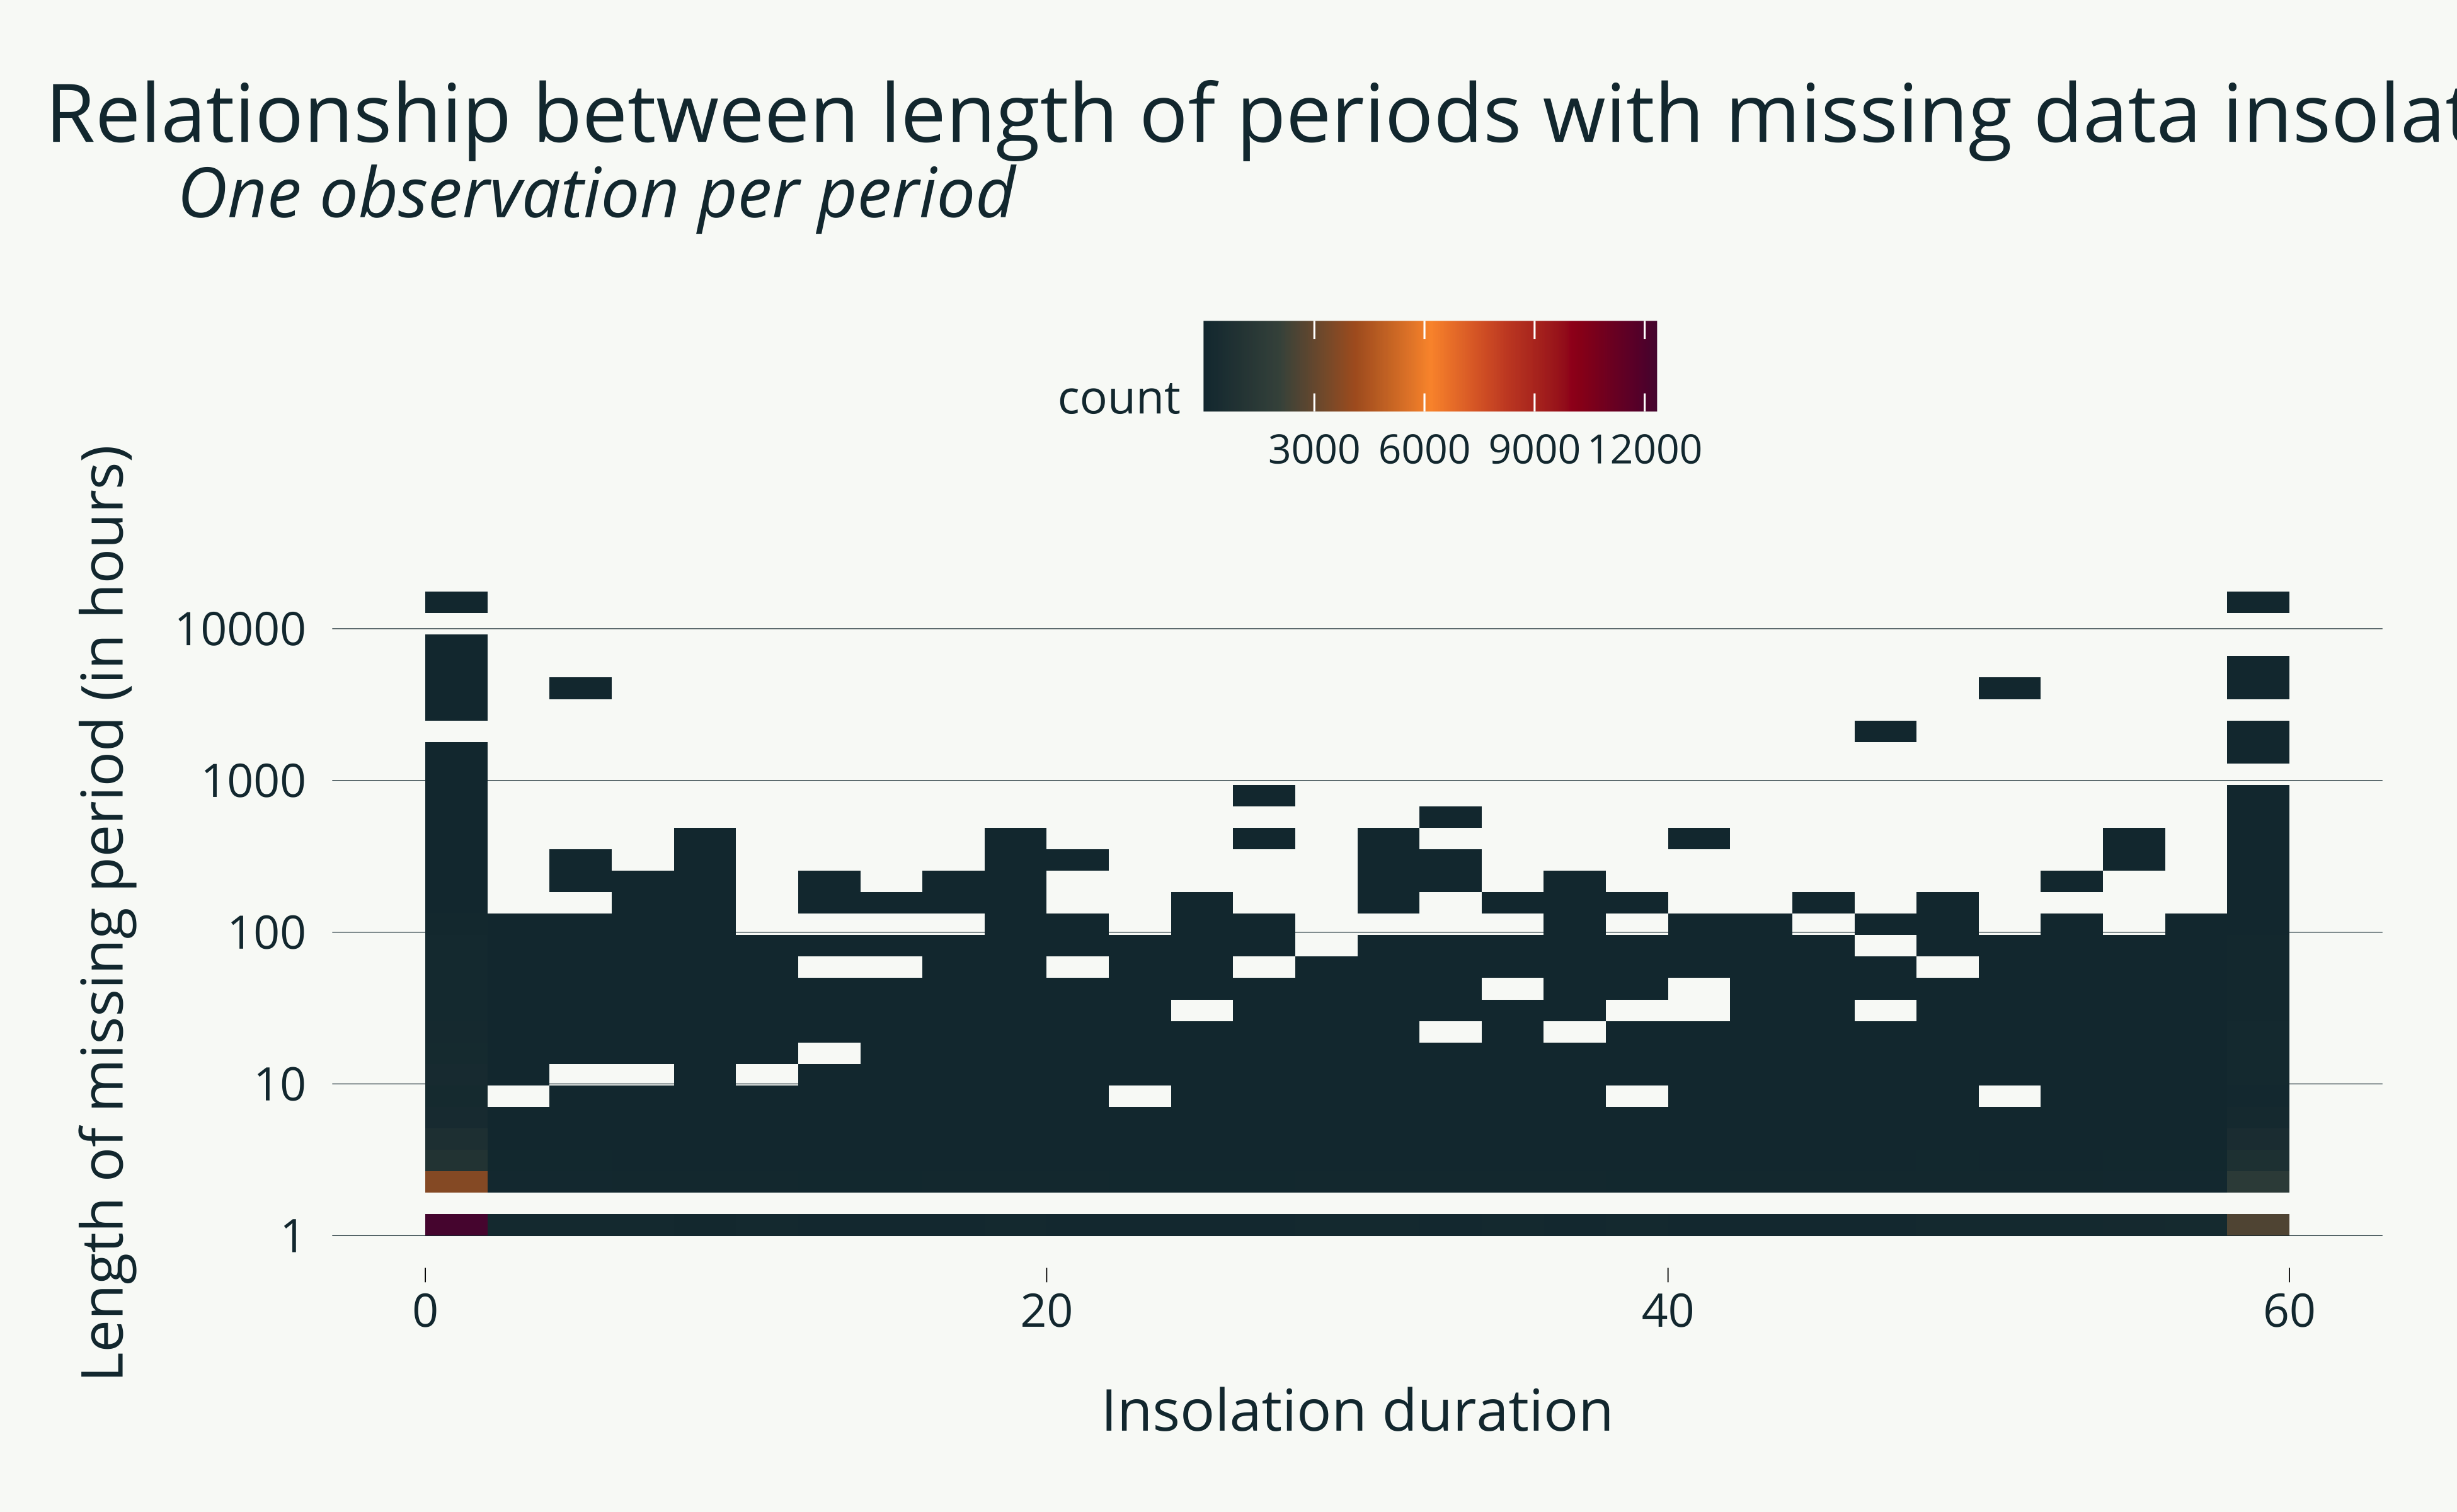 Relationship between length of periods with missing data insolat
One observation per period
count
3000 6000 9000 12000
Length of missing period (in hours)
10000
1000
100
10
1
0 20 40 60
Insolation duration